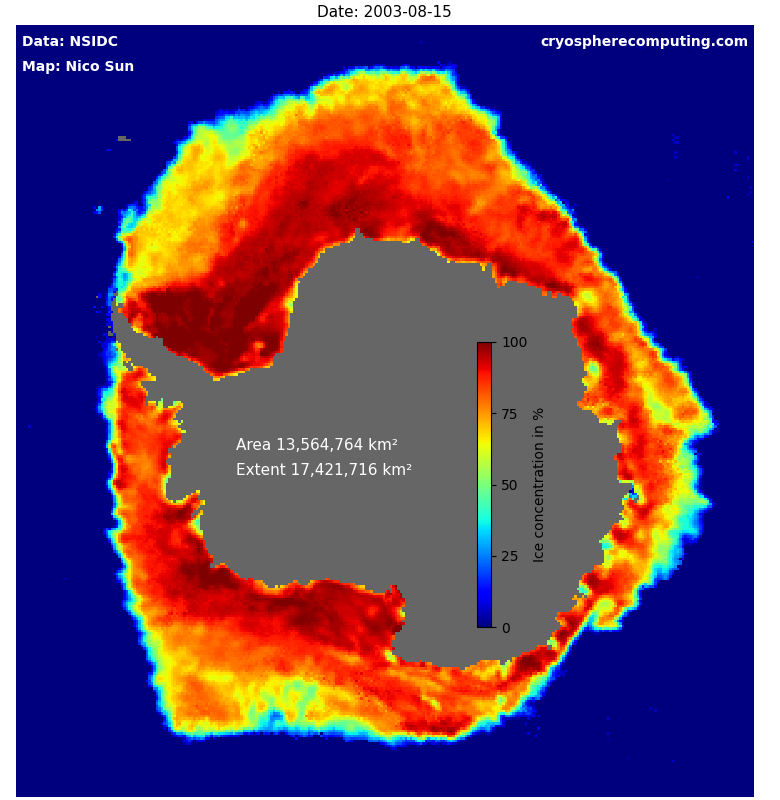 Date: 2003-08-15
Data: NSIDC
cryospherecomputing.com
Map: Nico Sun
100
75
50
25
0
Ice concentration in %
Area 13,564,764 km²
Extent 17,421,716 km²